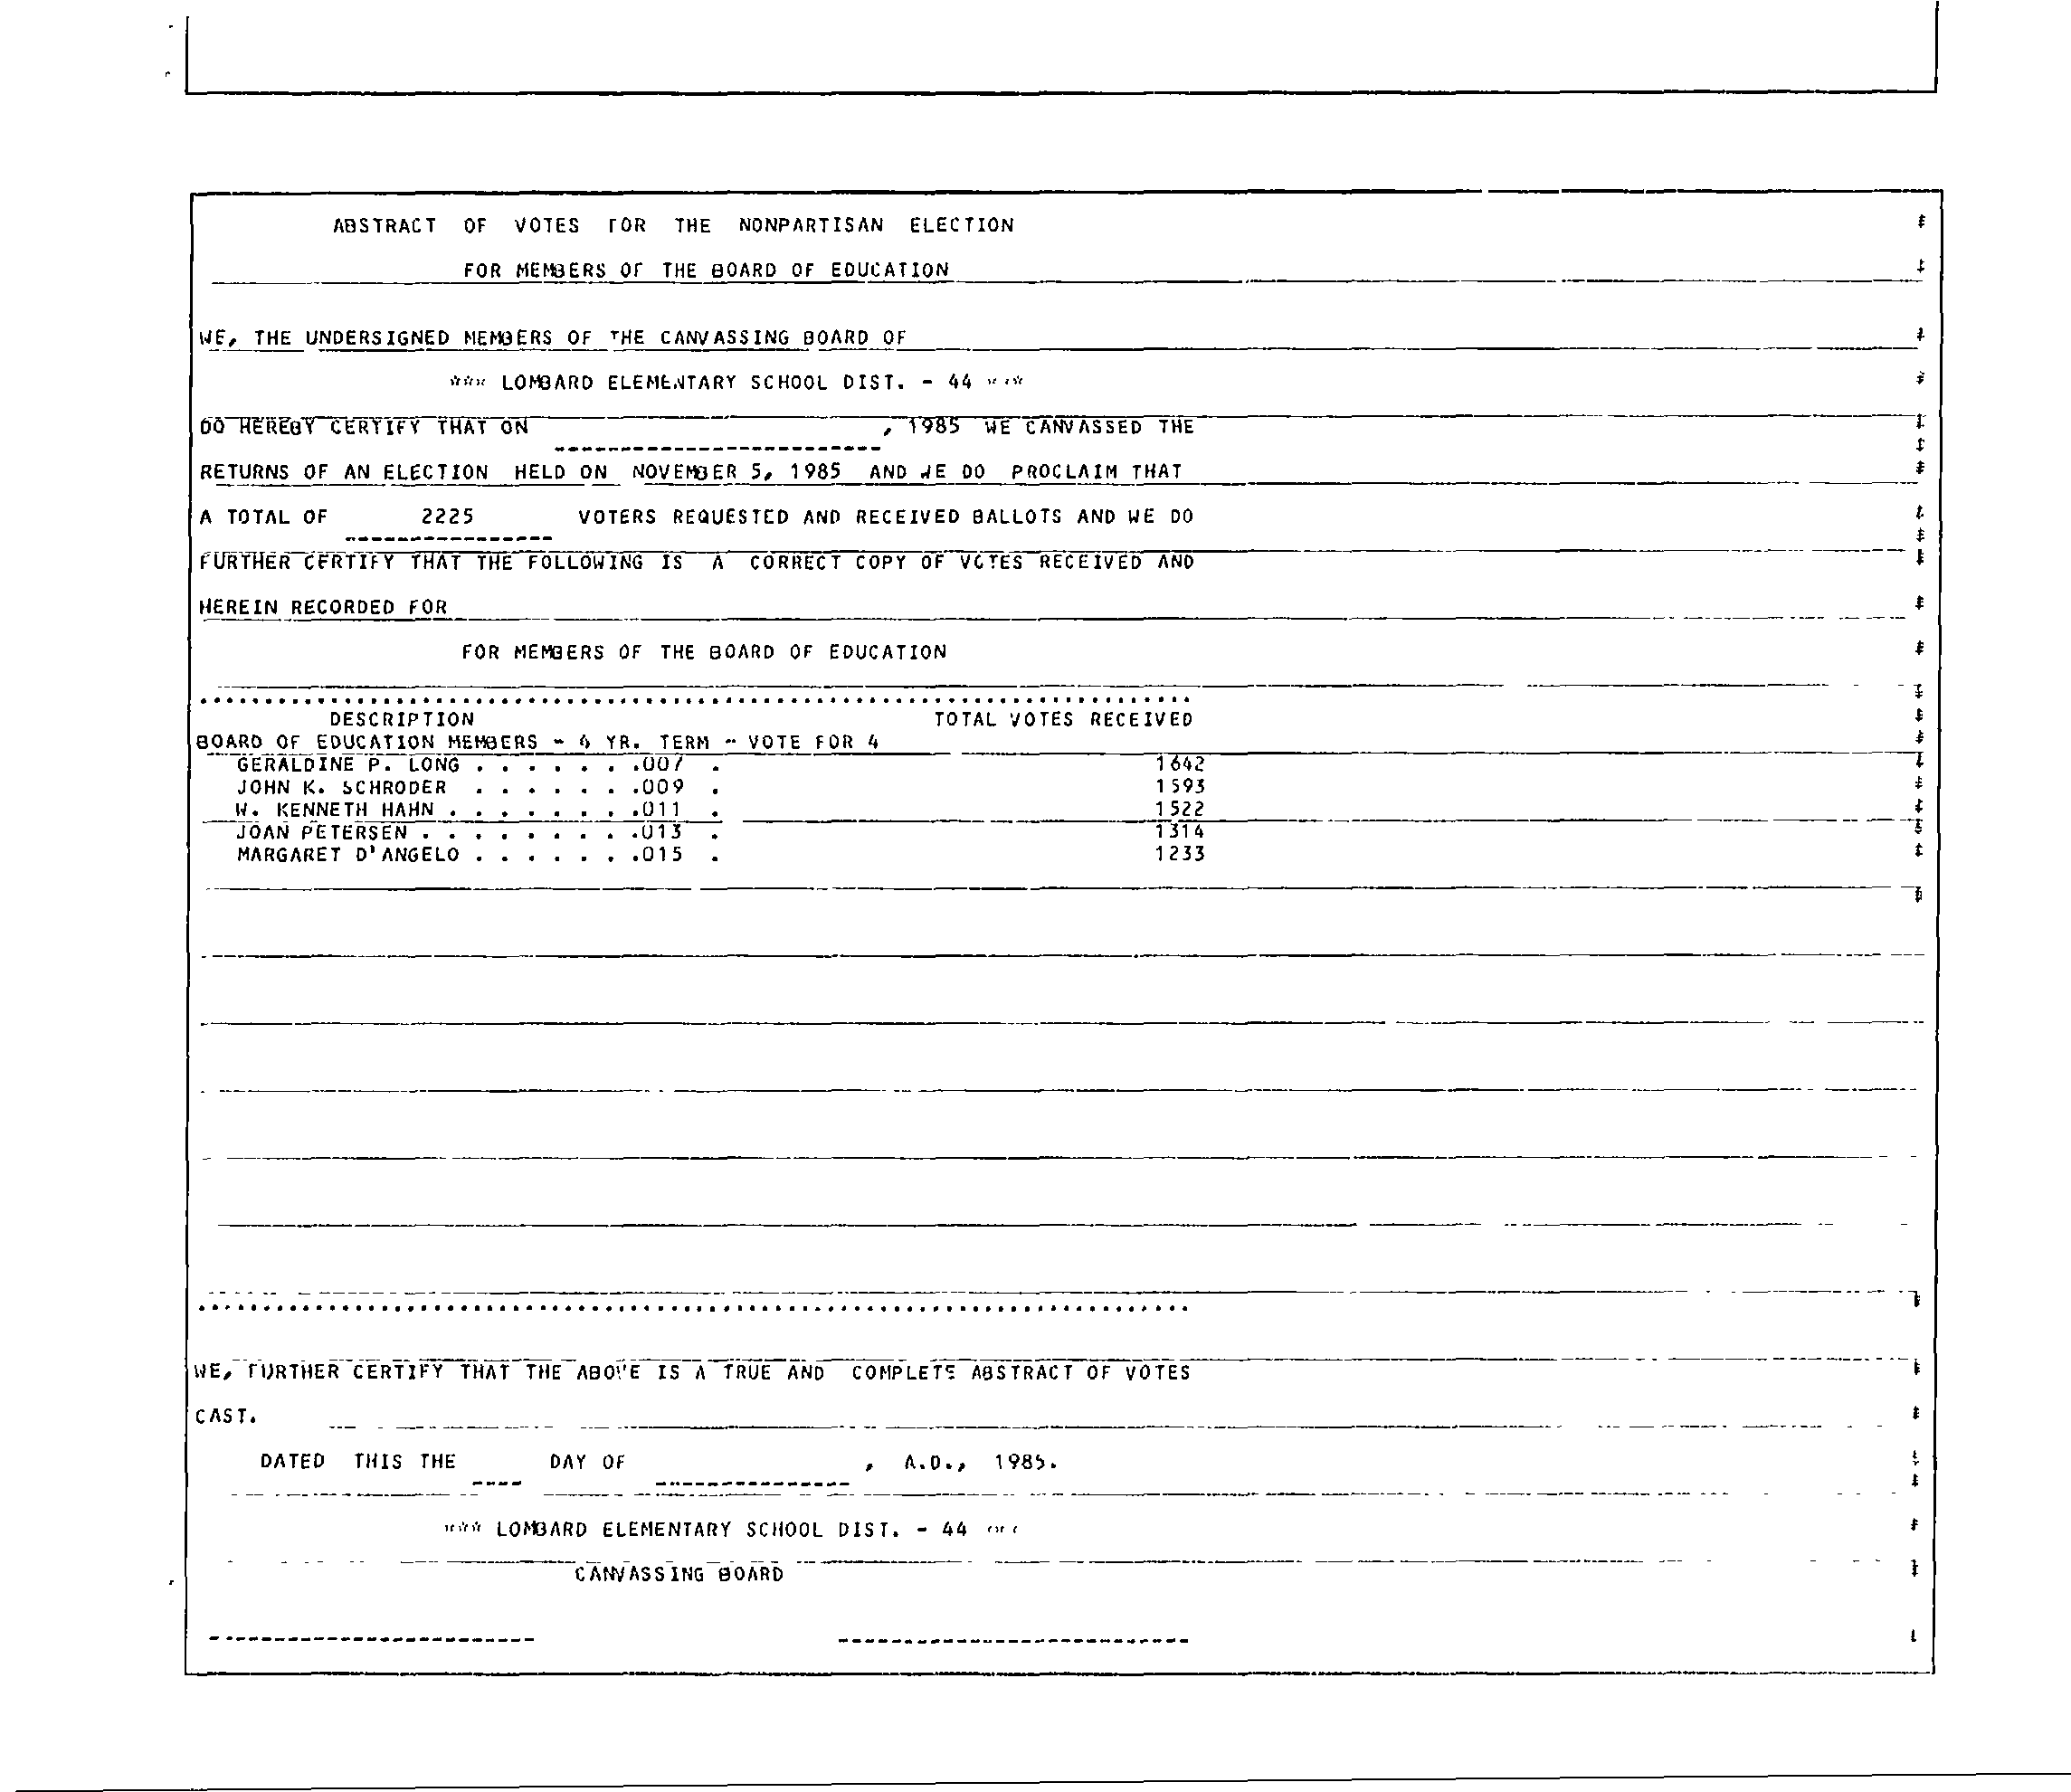 ABSTRACT OF VOTES FOR THE NONPARTISAN ELECTION
FOR MEMBERS OF THE BOARD OF EDUCATION
WE, THE UNDERSIGNED MEMBERS OF THE CANVASSING BOARD OF
*** LOMBARD ELEMENTARY SCHOOL DIST. - 44 ***
DO HEREBY CERTIFY THAT ON , 1985 WE CANVASSED THE
RETURNS OF AN ELECTION HELD ON NOVEMBER 5, 1985 AND WE DO PROCLAIM THAT
A TOTAL OF 2225 VOTERS REQUESTED AND RECEIVED BALLOTS AND WE DO
FURTHER CERTIFY THAT THE FOLLOWING IS A CORRECT COPY OF VOTES RECEIVED AND
HEREIN RECORDED FOR
FOR MEMBERS OF THE BOARD OF EDUCATION
DESCRIPTION TOTAL VOTES RECEIVED
BOARD OF EDUCATION MEMBERS - 4 YR. TERM - VOTE FOR 4
GERALDINE P. LONG . . . . . . .007 . 1642
JOHN K. SCHRODER . . . . . . .009 . 1593
W. KENNETH HAHN . . . . . . . .011 . 1522
JOAN PETERSEN . . . . . . . . .013 . 1314
MARGARET D'ANGELO . . . . . . .015 . 1233
WE, FURTHER CERTIFY THAT THE ABOVE IS A TRUE AND COMPLETE ABSTRACT OF VOTES
CAST.
DATED THIS THE DAY OF , A.D., 1985.
*** LOMBARD ELEMENTARY SCHOOL DIST. - 44 ***
CANVASSING BOARD